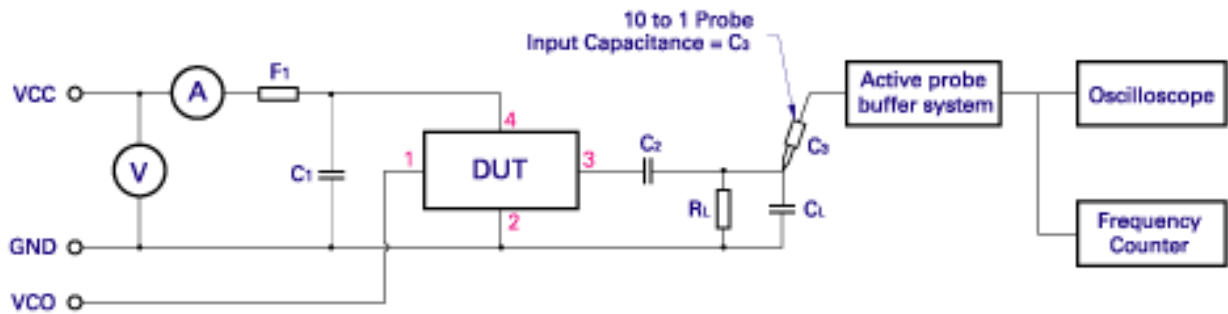 10 to 1 Probe
Input Capacitance = C3
VCC
A
F1
Active probe
buffer system
Oscilloscope
V
C1
4
1
DUT
3
2
C2
C3
RL
CL
GND
Frequency
Counter
VCO